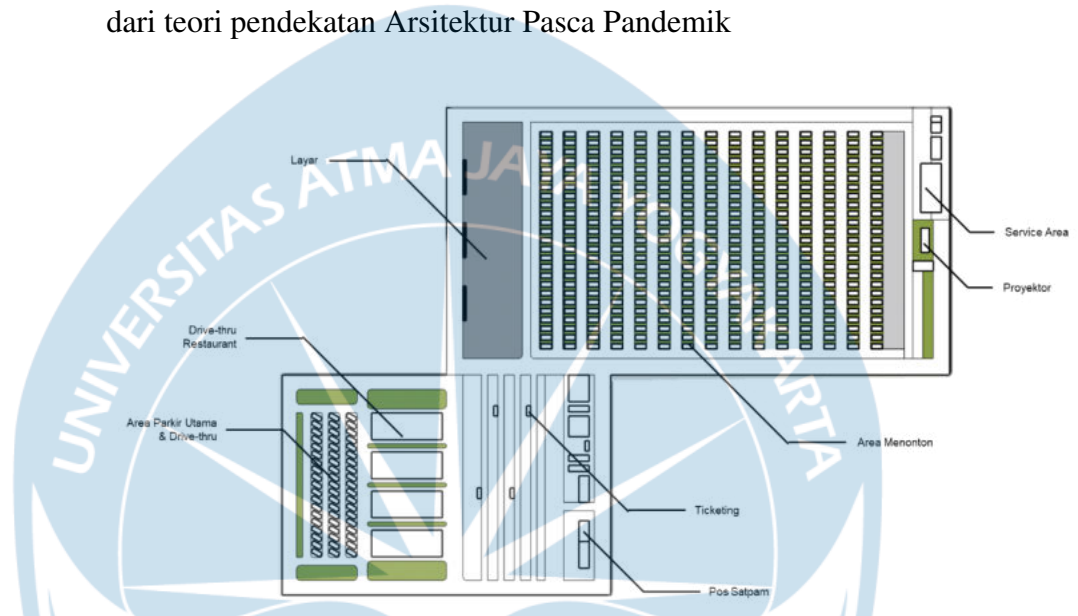 dari teori pendekatan Arsitektur Pasca Pandemik
Layar
Service Area
Proyektor
Drive-thru
Restaurant
Area Parkir Utama
& Drive-thru
Area Menonton
Ticketing
Pos Satpam
UNIVERSITAS ATMA JAYA YOGYAKARTA